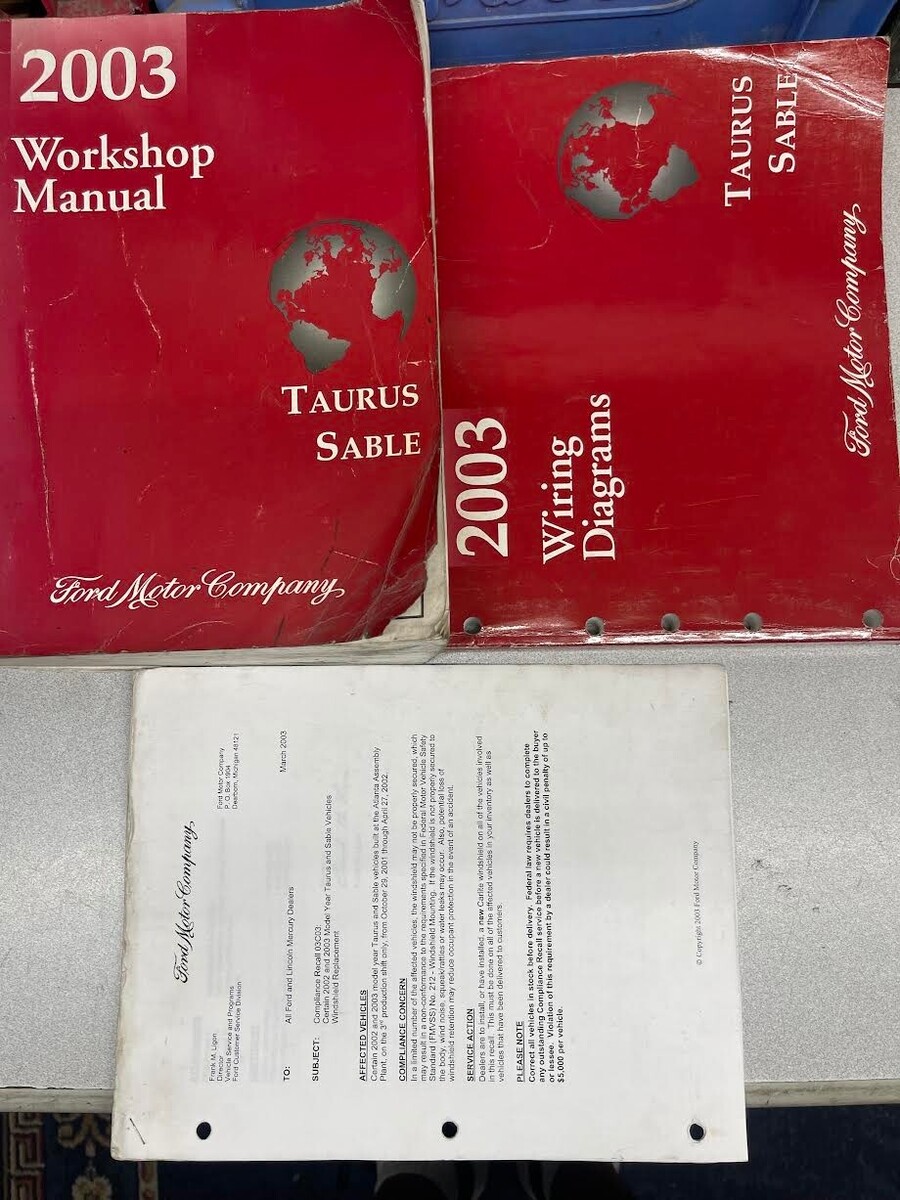 2003
Workshop
Manual
TAURUS
SABLE
Ford Motor Company
2003
Wiring
Diagrams
TAURUS
SABLE
Ford Motor Company
Ford Motor Company
Frank M. Ligon
Director
Vehicle Service and Programs
Ford Customer Service Division
Ford Motor Company
P. O. Box 1904
Dearborn, Michigan 48121
March 2003
TO: All Ford and Lincoln Mercury Dealers
SUBJECT: Compliance Recall 03C03:
Certain 2002 and 2003 Model Year Taurus and Sable Vehicles
Windshield Replacement
AFFECTED VEHICLES
Certain 2002 and 2003 model year Taurus and Sable vehicles built at the Atlanta Assembly
Plant, on the 3rd production shift only, from October 29, 2001 through April 27, 2002.
COMPLIANCE CONCERN
In a limited number of the affected vehicles, the windshield may not be properly secured, which
may result in a non-conformance to the requirements specified in Federal Motor Vehicle Safety
Standard (FMVSS) No. 212 - Windshield Mounting. If the windshield is not properly secured to
the body, wind noise, squeak/rattles or water leaks may occur. Also, potential loss of
windshield retention may reduce occupant protection in the event of an accident.
SERVICE ACTION
Dealers are to install, or have installed, a new Carlite windshield on all of the vehicles involved
in this recall. This must be done on all of the affected vehicles in your inventory as well as
vehicles that have been delivered to customers.
PLEASE NOTE
Correct all vehicles in stock before delivery. Federal law requires dealers to complete
any outstanding Compliance Recall service before a new vehicle is delivered to the buyer
or lessee. Violation of this requirement by a dealer could result in a civil penalty of up to
$5,000 per vehicle.
© Copyright 2003 Ford Motor Company